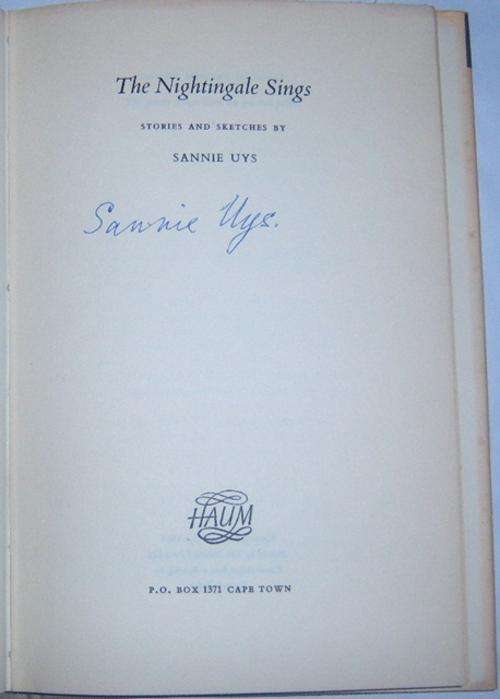 The Nightingale Sings
STORIES AND SKETCHES BY
SANNIE UYS
Sannie Uys.
HAUM
P.O. BOX 1371 CAPE TOWN